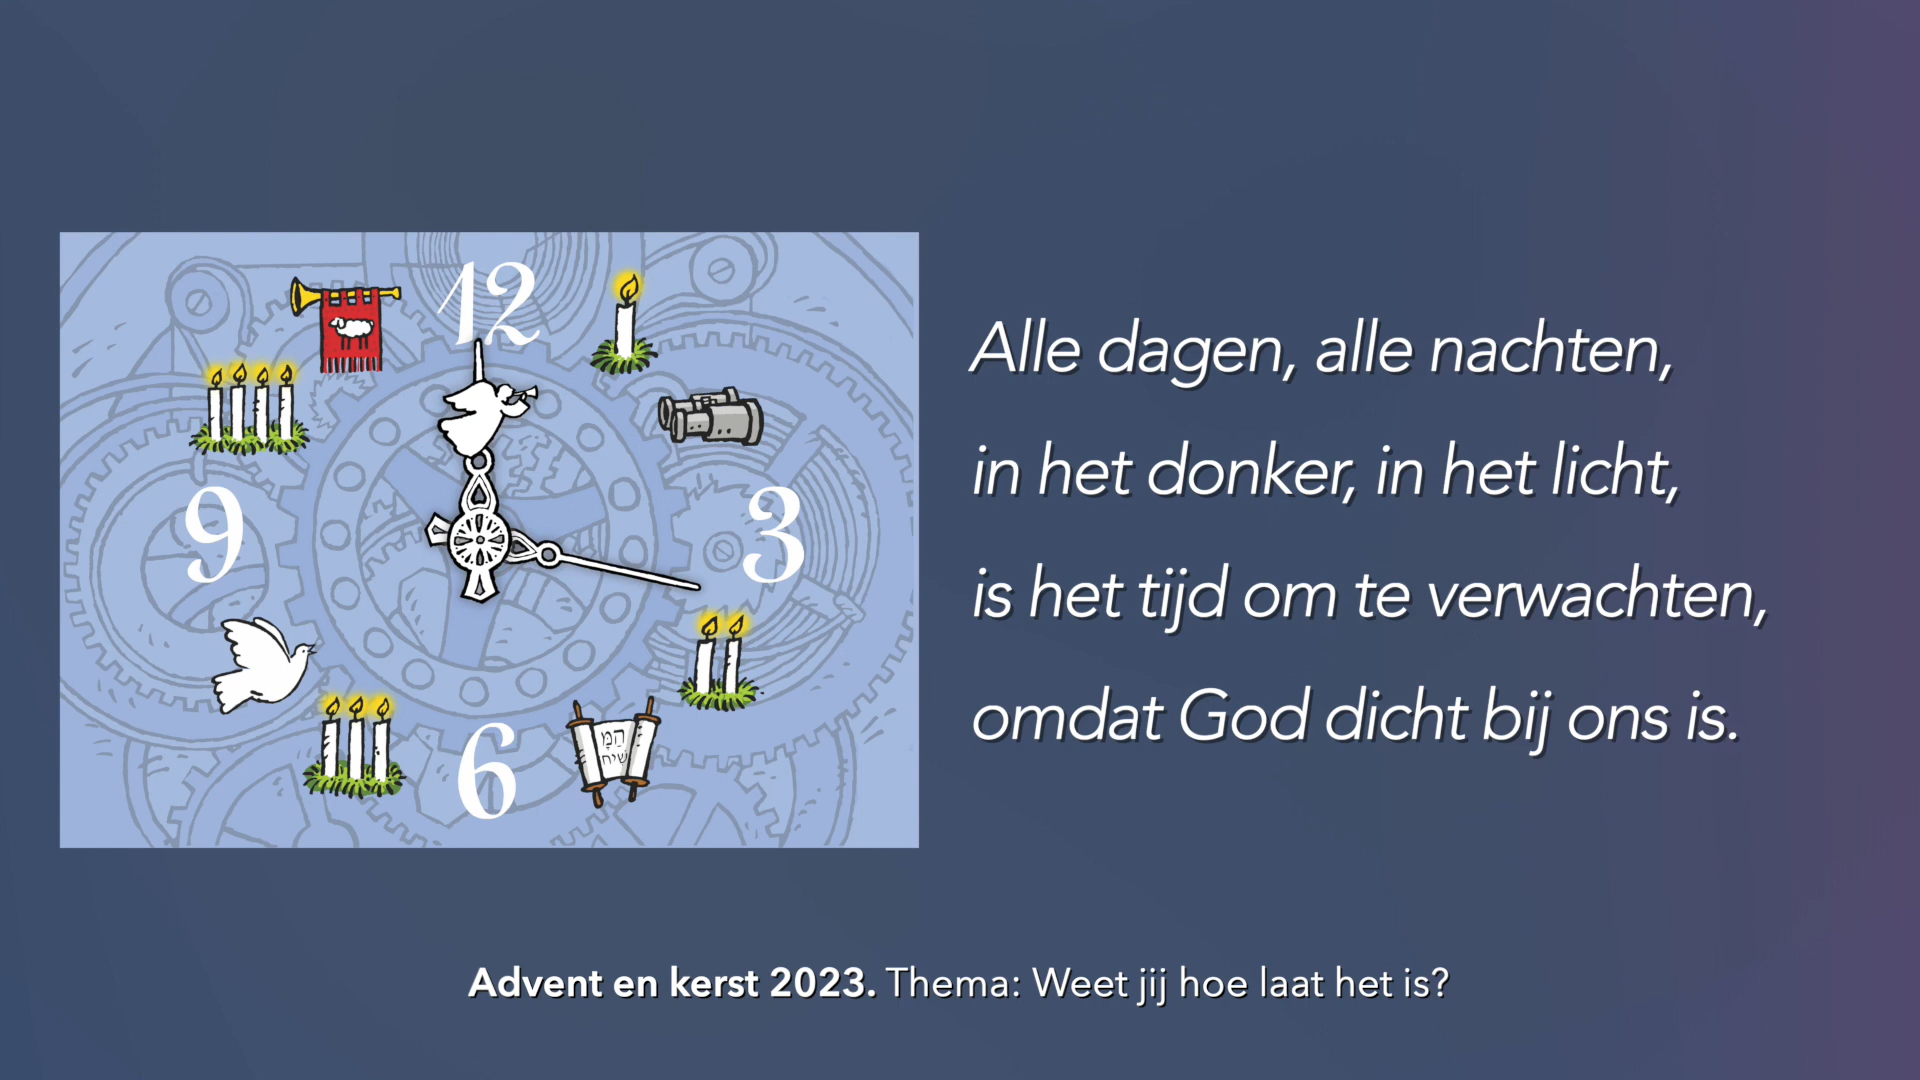 12
3
9
6
הַמָּ
שִׁיחַ
Alle dagen, alle nachten,
in het donker, in het licht,
is het tijd om te verwachten,
omdat God dicht bij ons is.
Advent en kerst 2023. Thema: Weet jij hoe laat het is?